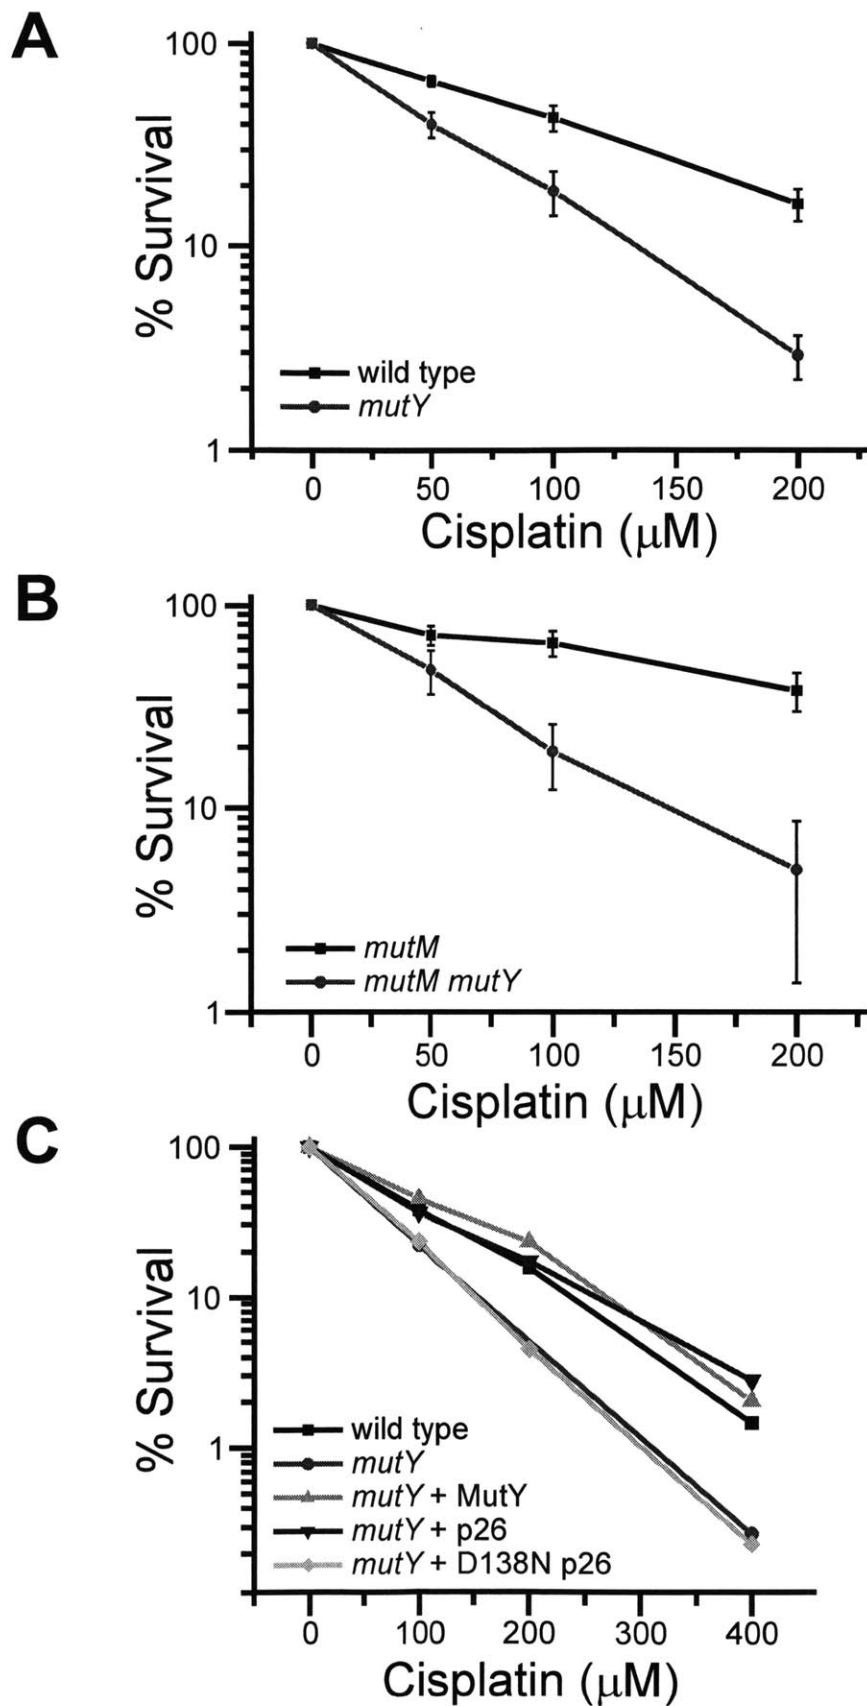 A
% Survival
100
10
1
wild type
mutY
0 50 100 150 200
Cisplatin (μM)
B
% Survival
100
10
1
mutM
mutM mutY
0 50 100 150 200
Cisplatin (μM)
C
% Survival
100
10
1
wild type
mutY
mutY + MutY
mutY + p26
mutY + D138N p26
0 100 200 300 400
Cisplatin (μM)